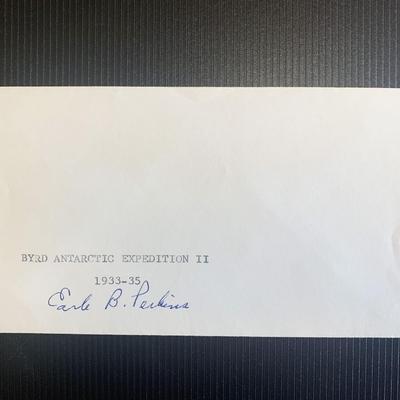 BYRD ANTARCTIC EXPEDITION II
1933-35
Earle B. Perkins